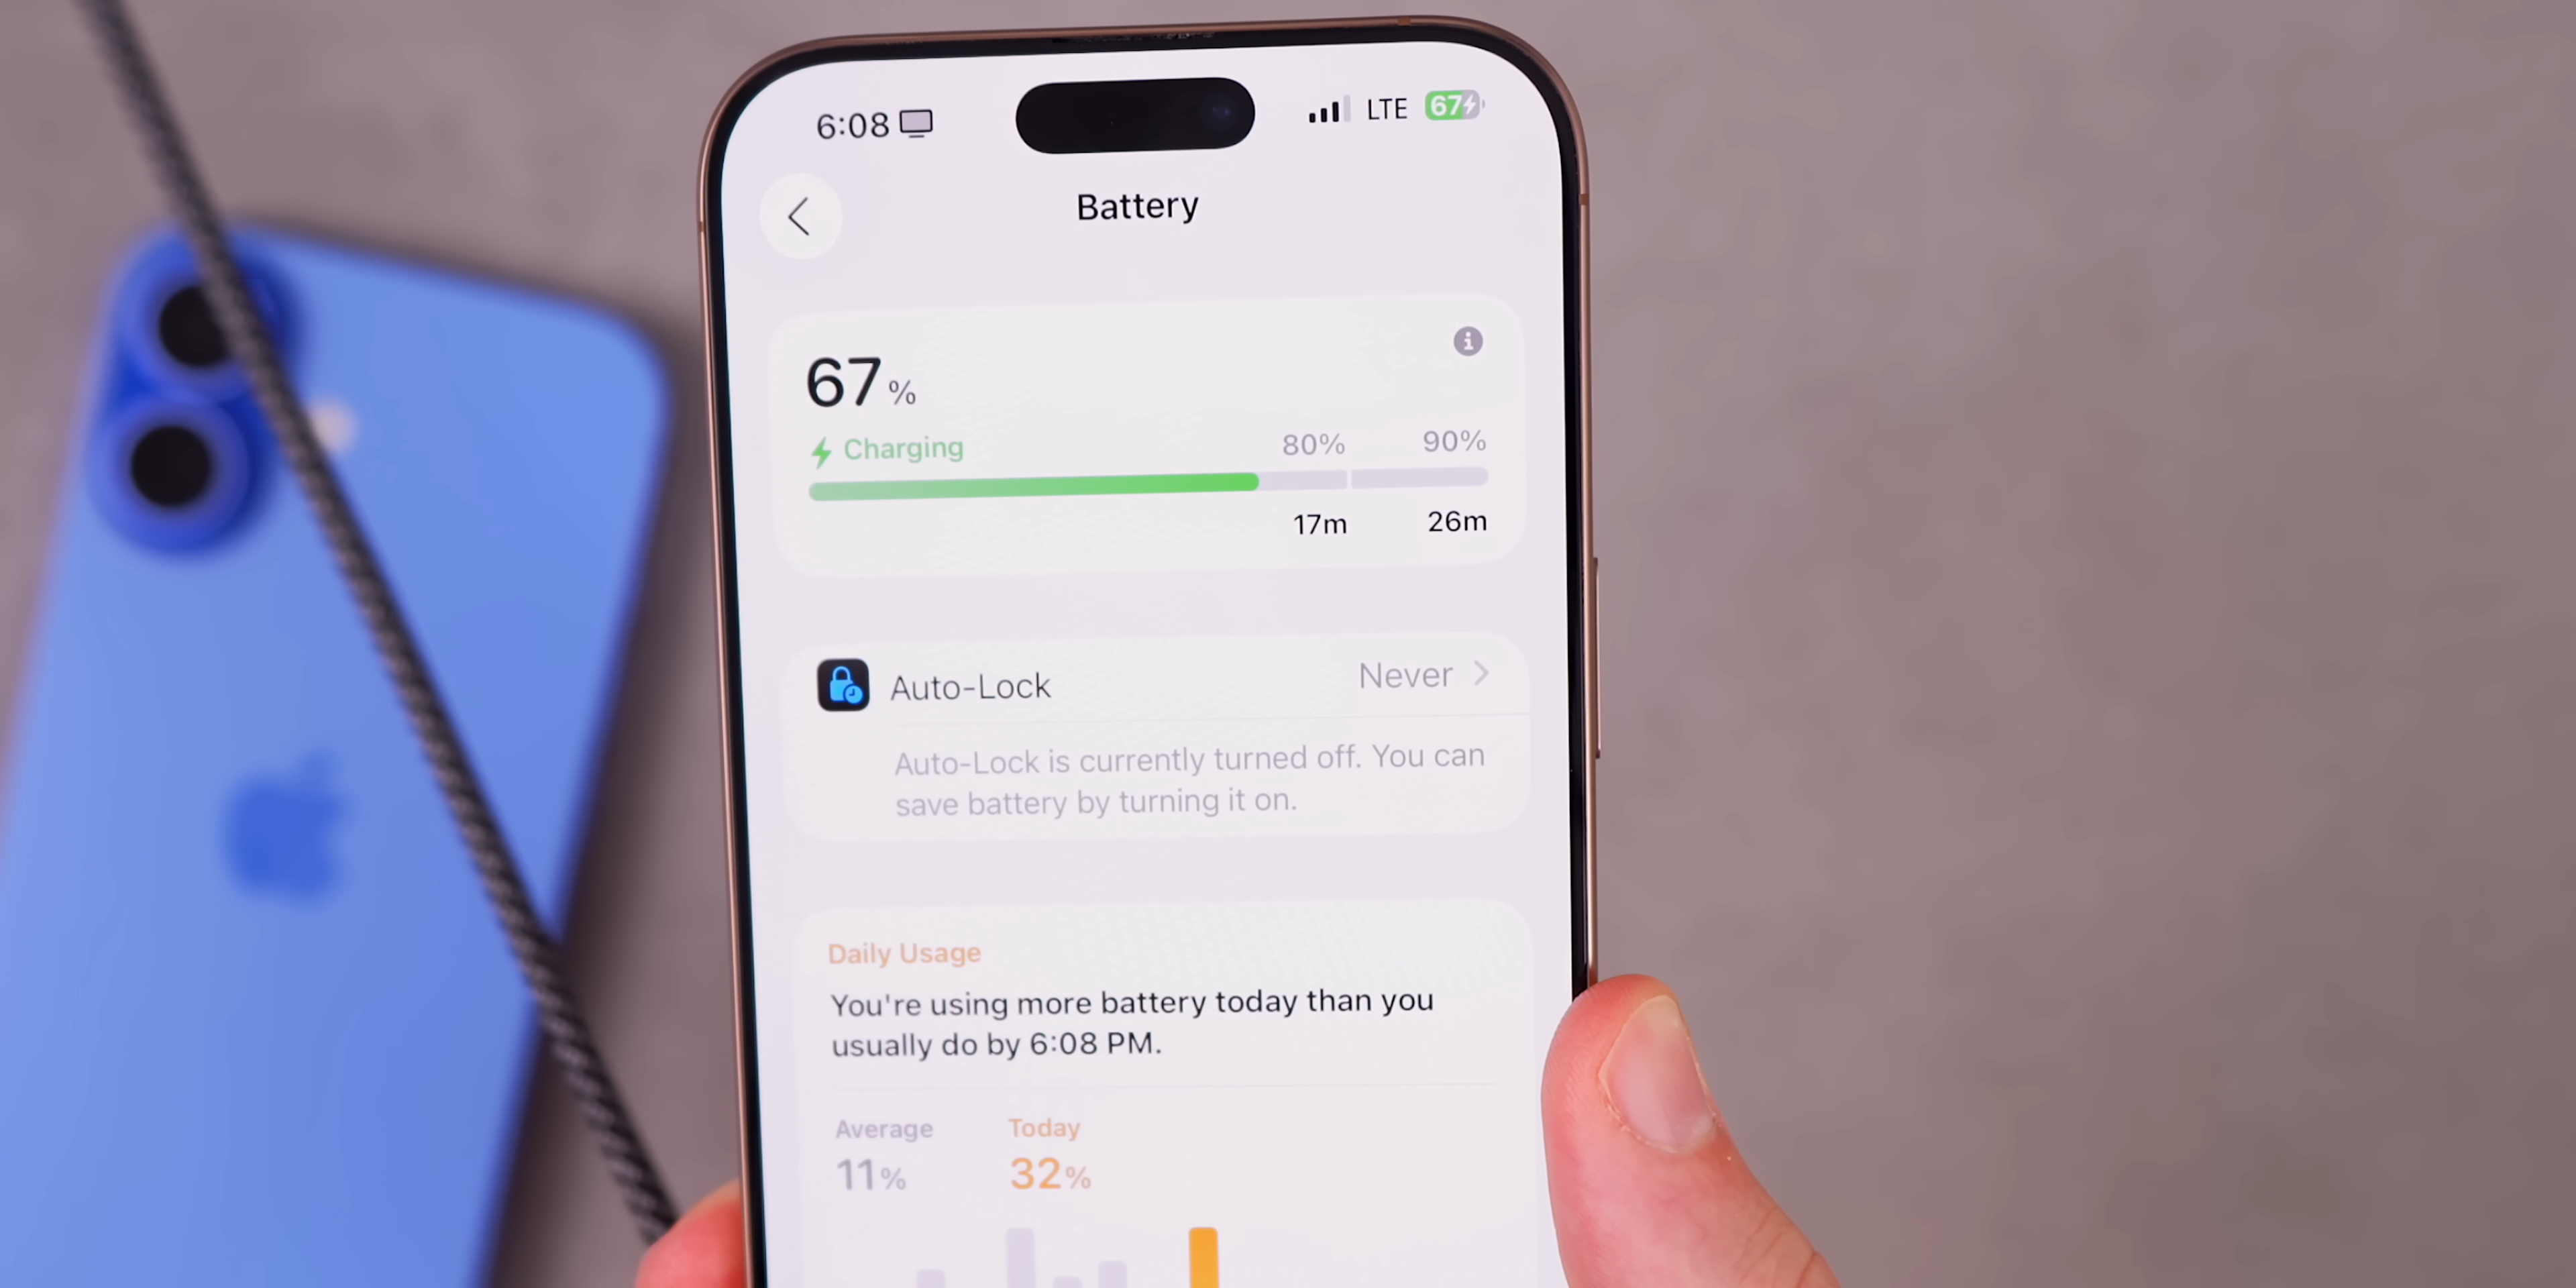 6:08 LTE 67
Battery
67%
Charging 80% 90%
17m 26m
Auto-Lock Never
Auto-Lock is currently turned off. You can
save battery by turning it on.
Daily Usage
You're using more battery today than you
usually do by 6:08 PM.
Average Today
11% 32%